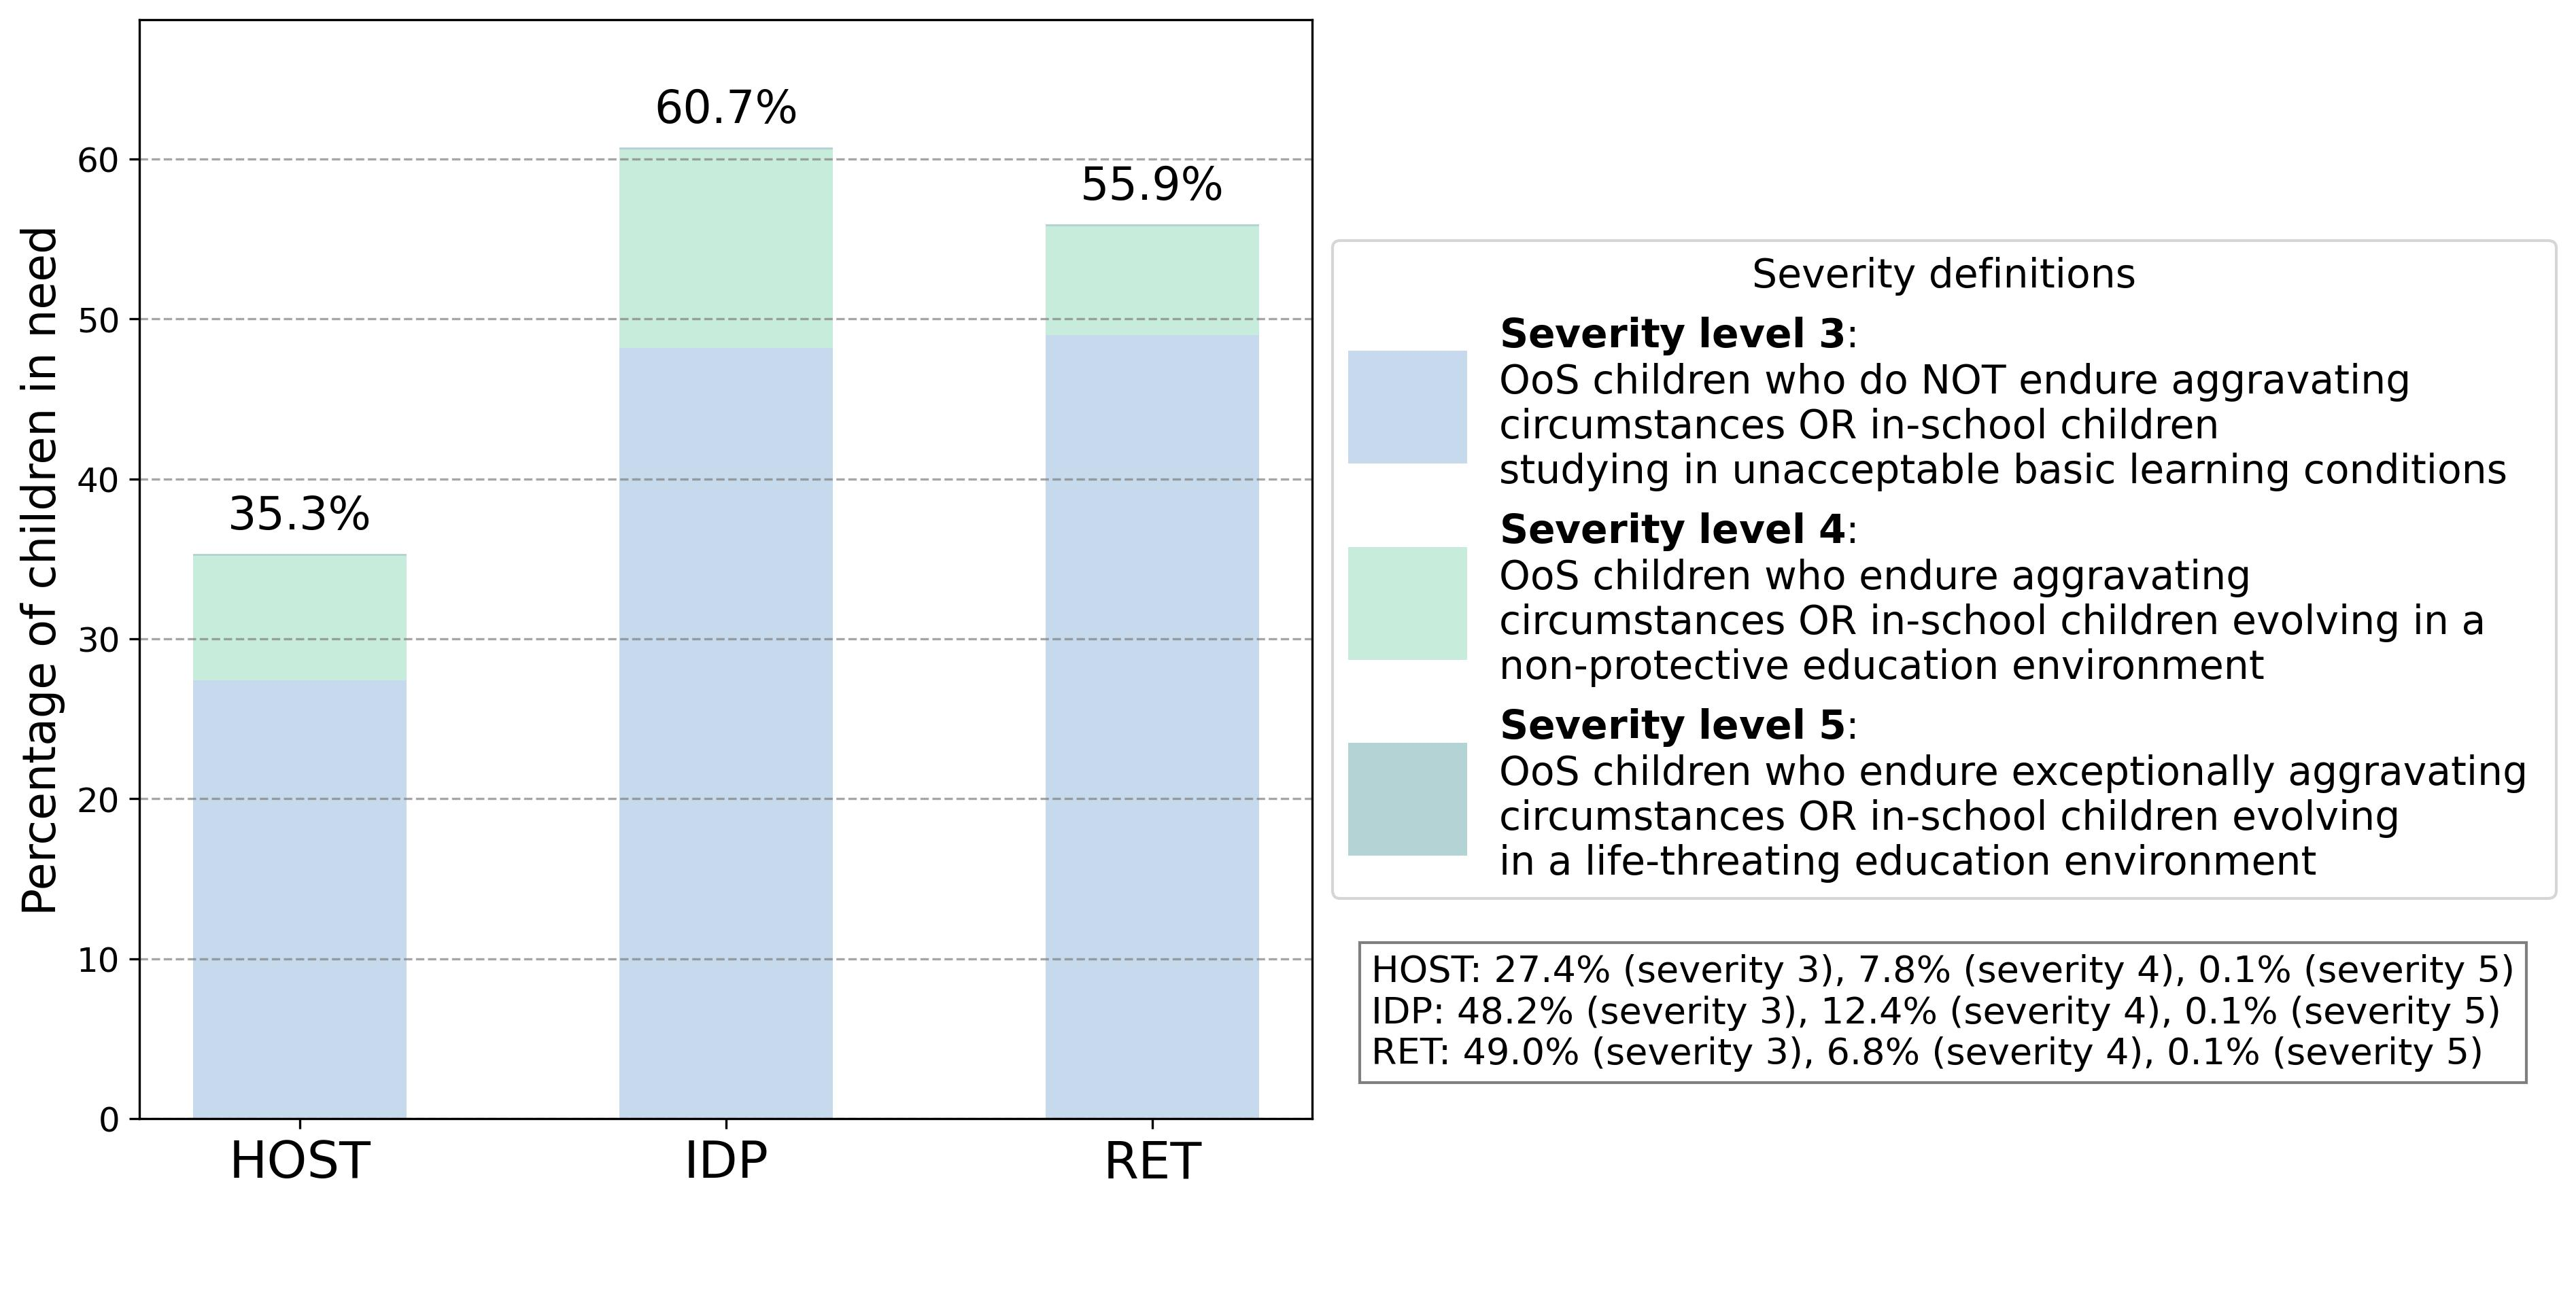 60.7%
55.9%
35.3%
Percentage of children in need
60
50
40
30
20
10
0
HOST
IDP
RET
Severity definitions
Severity level 3:
OoS children who do NOT endure aggravating
circumstances OR in-school children
studying in unacceptable basic learning conditions
Severity level 4:
OoS children who endure aggravating
circumstances OR in-school children evolving in a
non-protective education environment
Severity level 5:
OoS children who endure exceptionally aggravating
circumstances OR in-school children evolving
in a life-threating education environment
HOST: 27.4% (severity 3), 7.8% (severity 4), 0.1% (severity 5)
IDP: 48.2% (severity 3), 12.4% (severity 4), 0.1% (severity 5)
RET: 49.0% (severity 3), 6.8% (severity 4), 0.1% (severity 5)